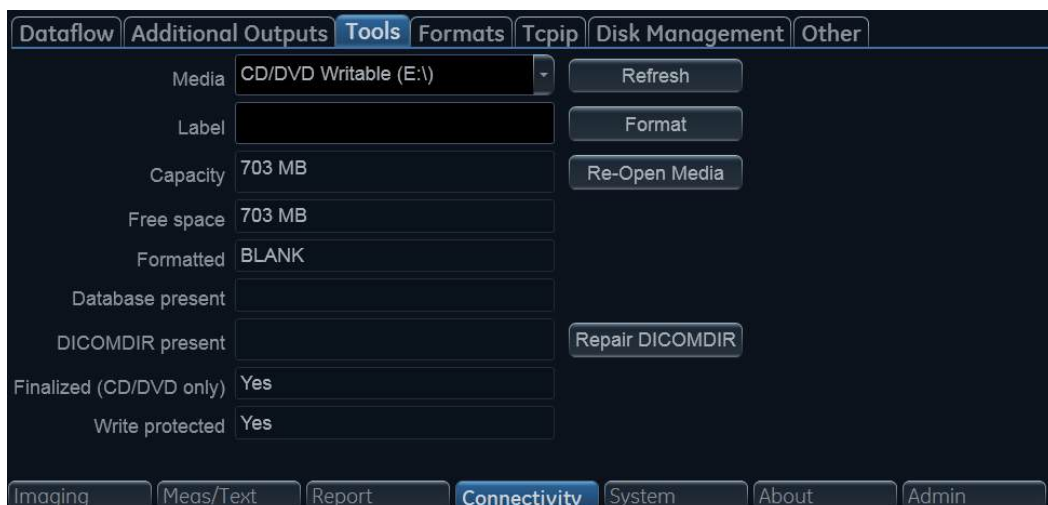 Dataflow Additional Outputs Tools Formats Tcpip Disk Management Other
Media CD/DVD Writable (E:\) Refresh
Label Format
Capacity 703 MB Re-Open Media
Free space 703 MB
Formatted BLANK
Database present
DICOMDIR present Repair DICOMDIR
Finalized (CD/DVD only) Yes
Write protected Yes
Imaging Meas/Text Report Connectivity System About Admin